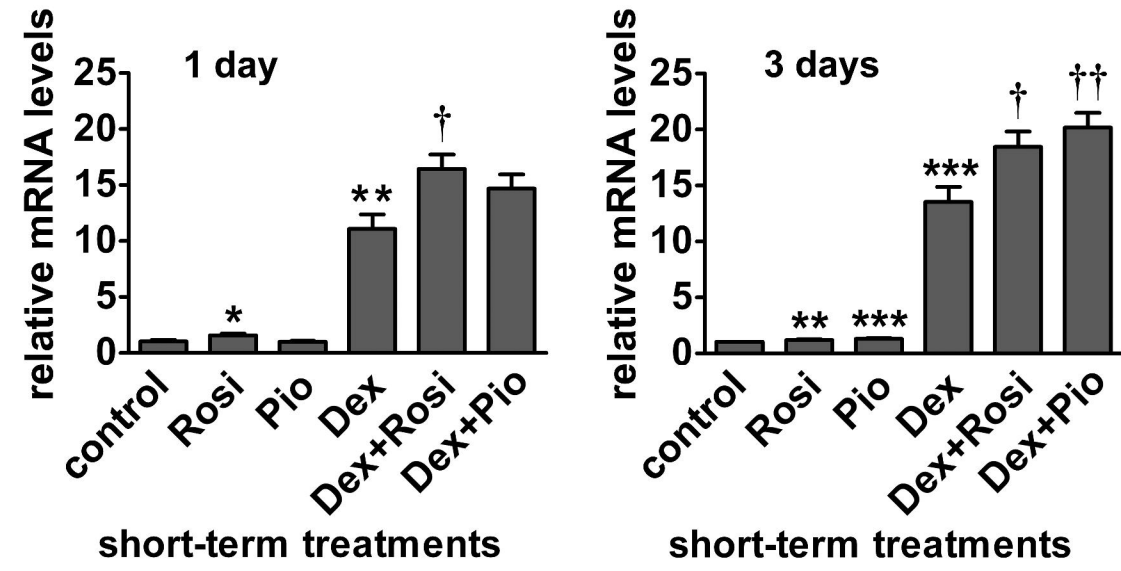 relative mRNA levels
1 day
25
20
15
10
5
0
*
**
†
control
Rosi
Pio
Dex
Dex+Rosi
Dex+Pio
short-term treatments
relative mRNA levels
3 days
25
20
15
10
5
0
**
***
***
†
††
control
Rosi
Pio
Dex
Dex+Rosi
Dex+Pio
short-term treatments